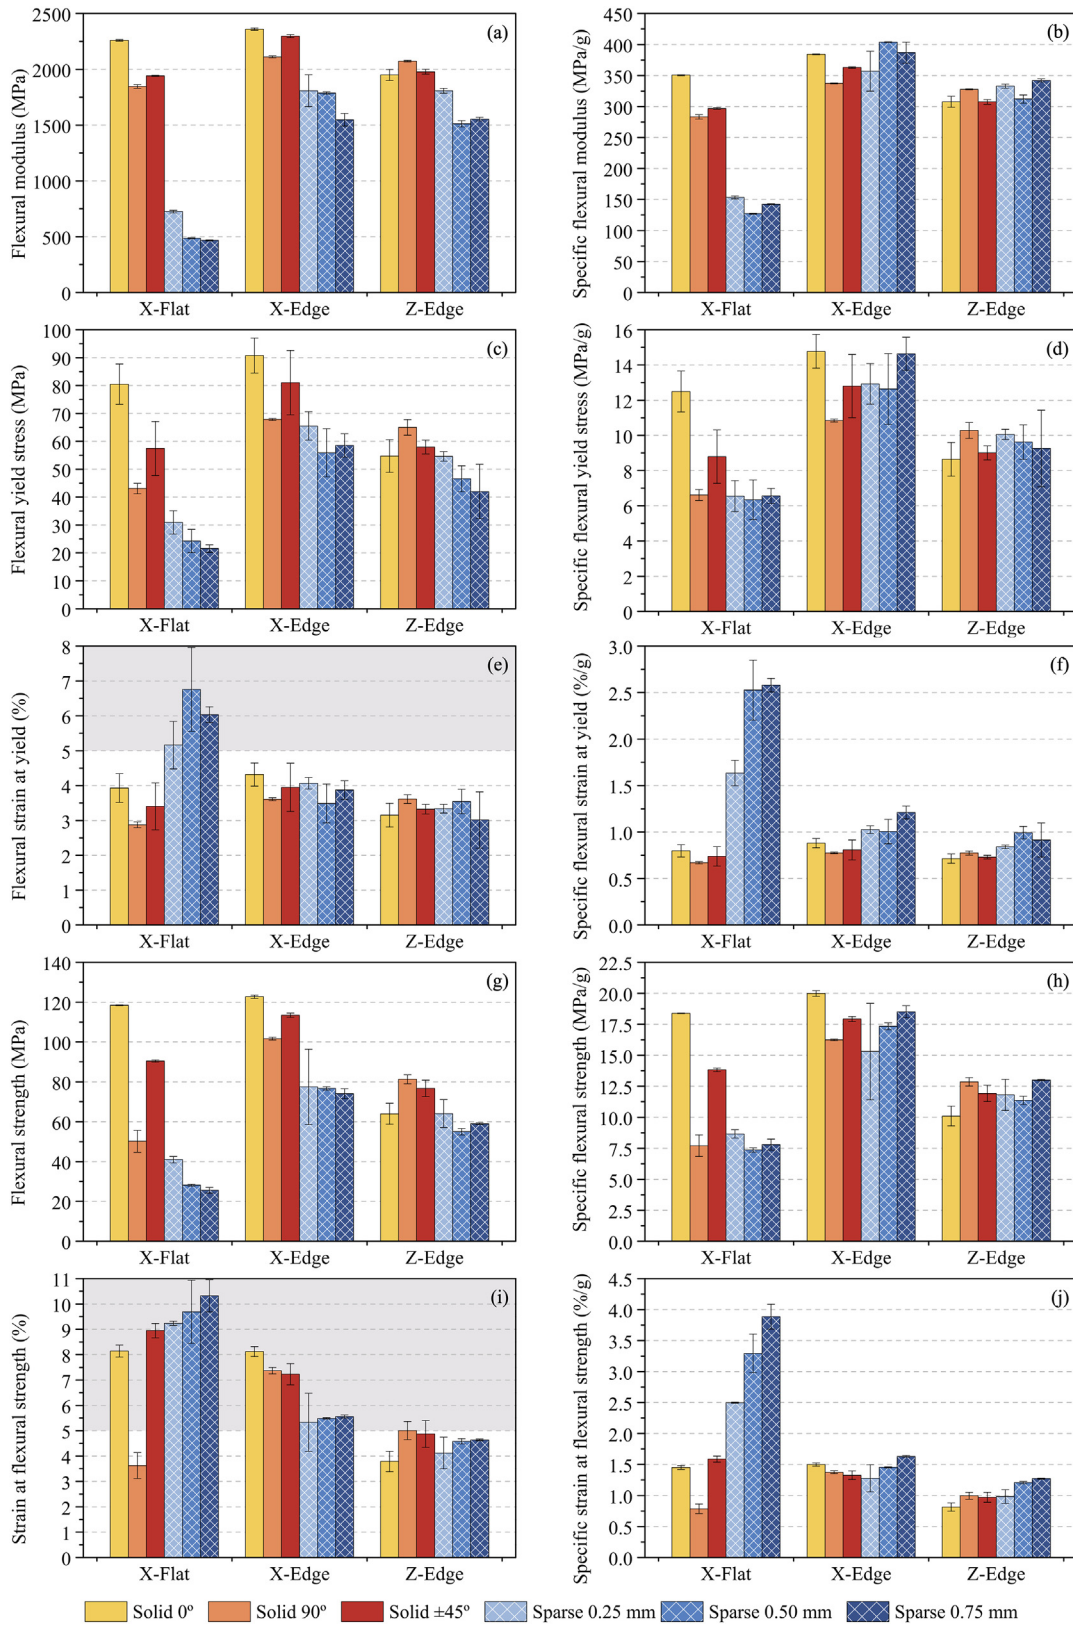 Flexural modulus (MPa)
2500
2000
1500
1000
500
0
(a)
X-Flat X-Edge Z-Edge
Specific flexural modulus (MPa/g)
450
400
350
300
250
200
150
100
50
0
(b)
X-Flat X-Edge Z-Edge
Flexural yield stress (MPa)
100
90
80
70
60
50
40
30
20
10
0
(c)
X-Flat X-Edge Z-Edge
Specific flexural yield stress (MPa/g)
16
14
12
10
8
6
4
2
0
(d)
X-Flat X-Edge Z-Edge
Flexural strain at yield (%)
8
7
6
5
4
3
2
1
0
(e)
X-Flat X-Edge Z-Edge
Specific flexural strain at yield (%/g)
3.0
2.5
2.0
1.5
1.0
0.5
0.0
(f)
X-Flat X-Edge Z-Edge
Flexural strength (MPa)
140
120
100
80
60
40
20
0
(g)
X-Flat X-Edge Z-Edge
Specific flexural strength (MPa/g)
22.5
20.0
17.5
15.0
12.5
10.0
7.5
5.0
2.5
0.0
(h)
X-Flat X-Edge Z-Edge
Strain at flexural strength (%)
11
10
9
8
7
6
5
4
3
2
1
0
(i)
X-Flat X-Edge Z-Edge
Specific strain at flexural strength (%/g)
4.5
4.0
3.5
3.0
2.5
2.0
1.5
1.0
0.5
0.0
(j)
X-Flat X-Edge Z-Edge
Solid 0º Solid 90º Solid ±45º Sparse 0.25 mm Sparse 0.50 mm Sparse 0.75 mm